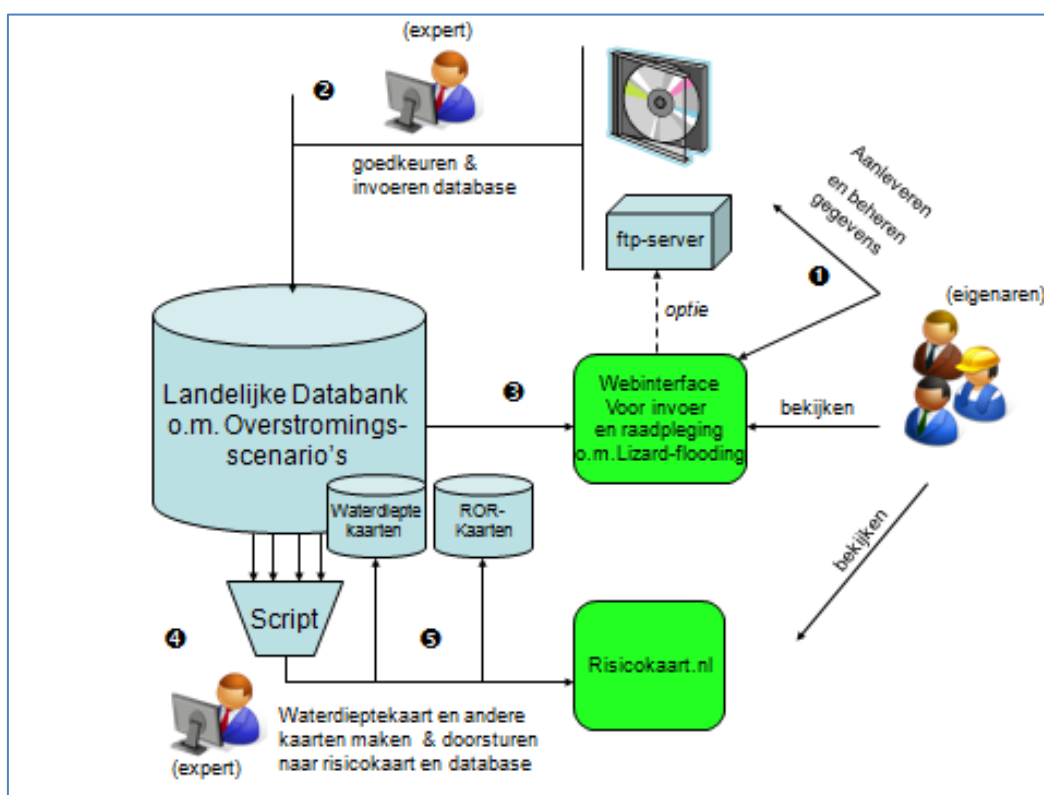 (expert)
❷
goedkeuren &
invoeren database
ftp-server
Aanleveren
en beheren
gegevens
❶
(eigenaren)
optie
Landelijke Databank
o.m. Overstromings-
scenario's
❸
Webinterface
Voor invoer
en raadpleging
o.m.Lizard-flooding
bekijken
Waterdiepte
kaarten
ROR-
Kaarten
bekijken
Script
❹
❺
Risicokaart.nl
Waterdieptekaart en andere
kaarten maken & doorsturen
naar risicokaart en database
(expert)